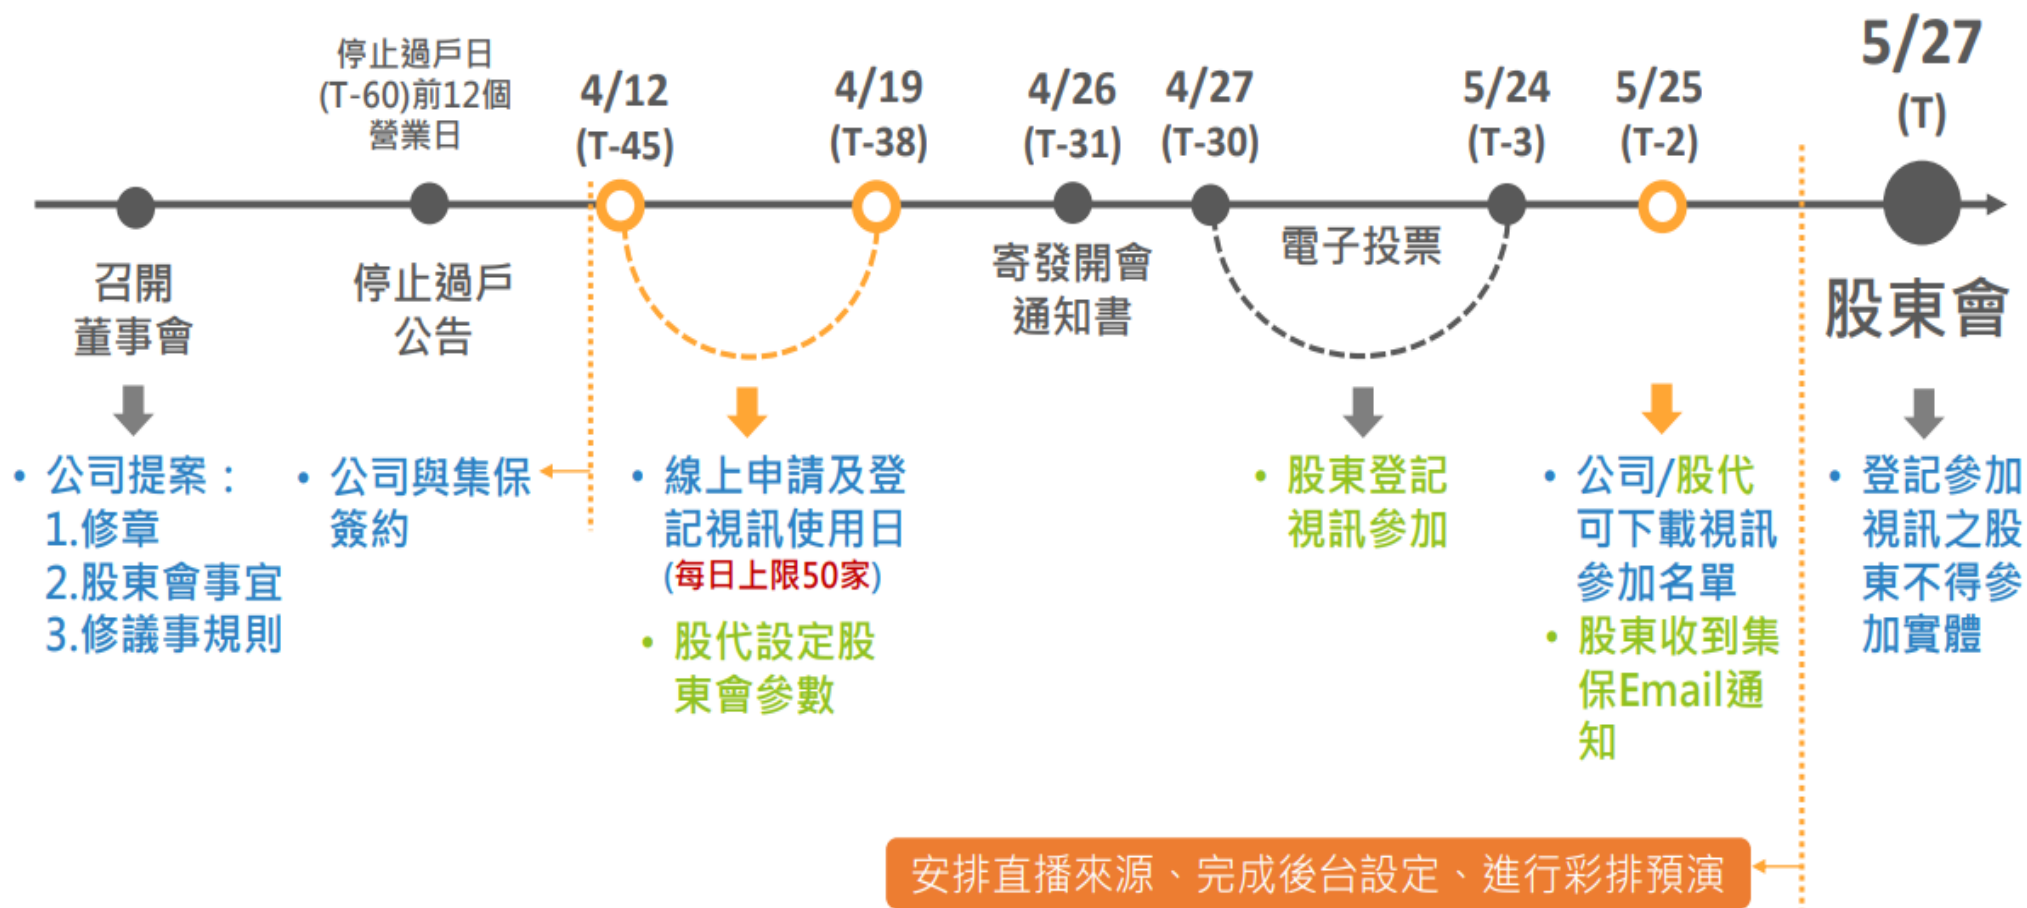 停止過戶日
(T-60)前12個
營業日
4/12
(T-45)
4/19
(T-38)
4/26
(T-31)
4/27
(T-30)
5/24
(T-3)
5/25
(T-2)
5/27
(T)
召開
董事會
停止過戶
公告
寄發開會
通知書
電子投票
股東會
• 公司提案：
1.修章
2.股東會事宜
3.修議事規則
• 公司與集保
簽約
• 線上申請及登
記視訊使用日
(每日上限50家)
• 股代設定股
東會參數
• 股東登記
視訊參加
• 公司/股代
可下載視訊
參加名單
• 股東收到集
保Email通
知
• 登記參加
視訊之股
東不得參
加實體
安排直播來源、完成後台設定、進行彩排預演